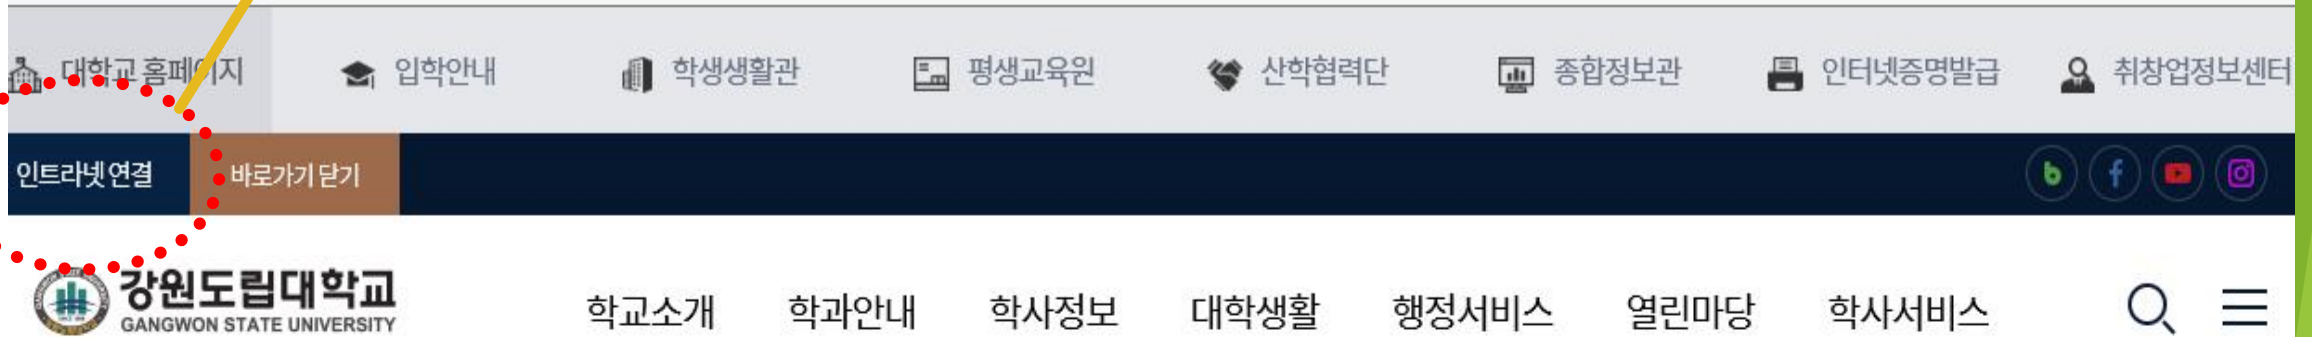 대학교 홈페이지 입학안내 학생생활관 평생교육원 산학협력단 종합정보관 인터넷증명발급 취창업정보센터
인트라넷 연결 바로가기 닫기
강원도립대학교
GANGWON STATE UNIVERSITY
학교소개 학과안내 학사정보 대학생활 행정서비스 열린마당 학사서비스